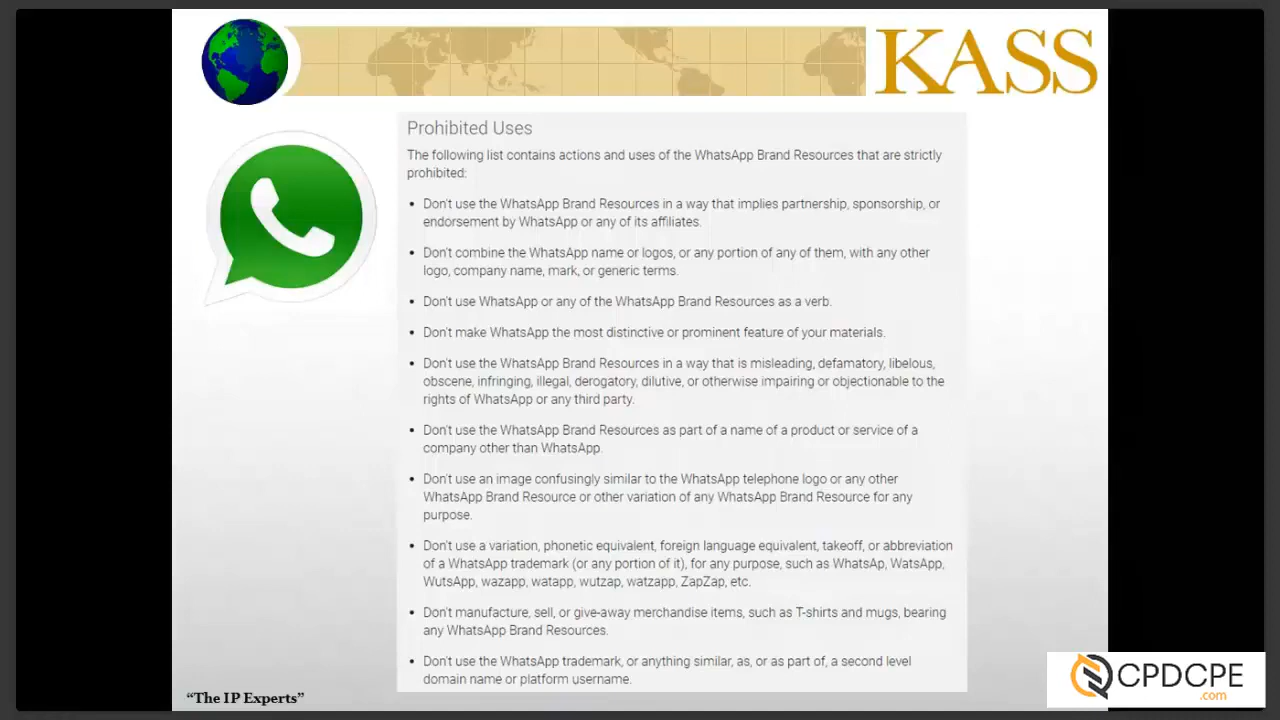 KASS
Prohibited Uses
The following list contains actions and uses of the WhatsApp Brand Resources that are strictly
prohibited:
• Don't use the WhatsApp Brand Resources in a way that implies partnership, sponsorship, or
endorsement by WhatsApp or any of its affiliates.
• Don't combine the WhatsApp name or logos, or any portion of any of them, with any other
logo, company name, mark, or generic terms.
• Don't use WhatsApp or any of the WhatsApp Brand Resources as a verb.
• Don't make WhatsApp the most distinctive or prominent feature of your materials.
• Don't use the WhatsApp Brand Resources in a way that is misleading, defamatory, libelous,
obscene, infringing, illegal, derogatory, dilutive, or otherwise impairing or objectionable to the
rights of WhatsApp or any third party.
• Don't use the WhatsApp Brand Resources as part of a name of a product or service of a
company other than WhatsApp.
• Don't use an image confusingly similar to the WhatsApp telephone logo or any other
WhatsApp Brand Resource or other variation of any WhatsApp Brand Resource for any
purpose.
• Don't use a variation, phonetic equivalent, foreign language equivalent, takeoff, or abbreviation
of a WhatsApp trademark (or any portion of it), for any purpose, such as WhatsAp, WatsApp,
WutsApp, wazapp, watapp, wutzap, watzapp, ZapZap, etc.
• Don't manufacture, sell, or give-away merchandise items, such as T-shirts and mugs, bearing
any WhatsApp Brand Resources.
• Don't use the WhatsApp trademark, or anything similar, as, or as part of, a second level
domain name or platform username.
"The IP Experts"
CPDCPE
.com